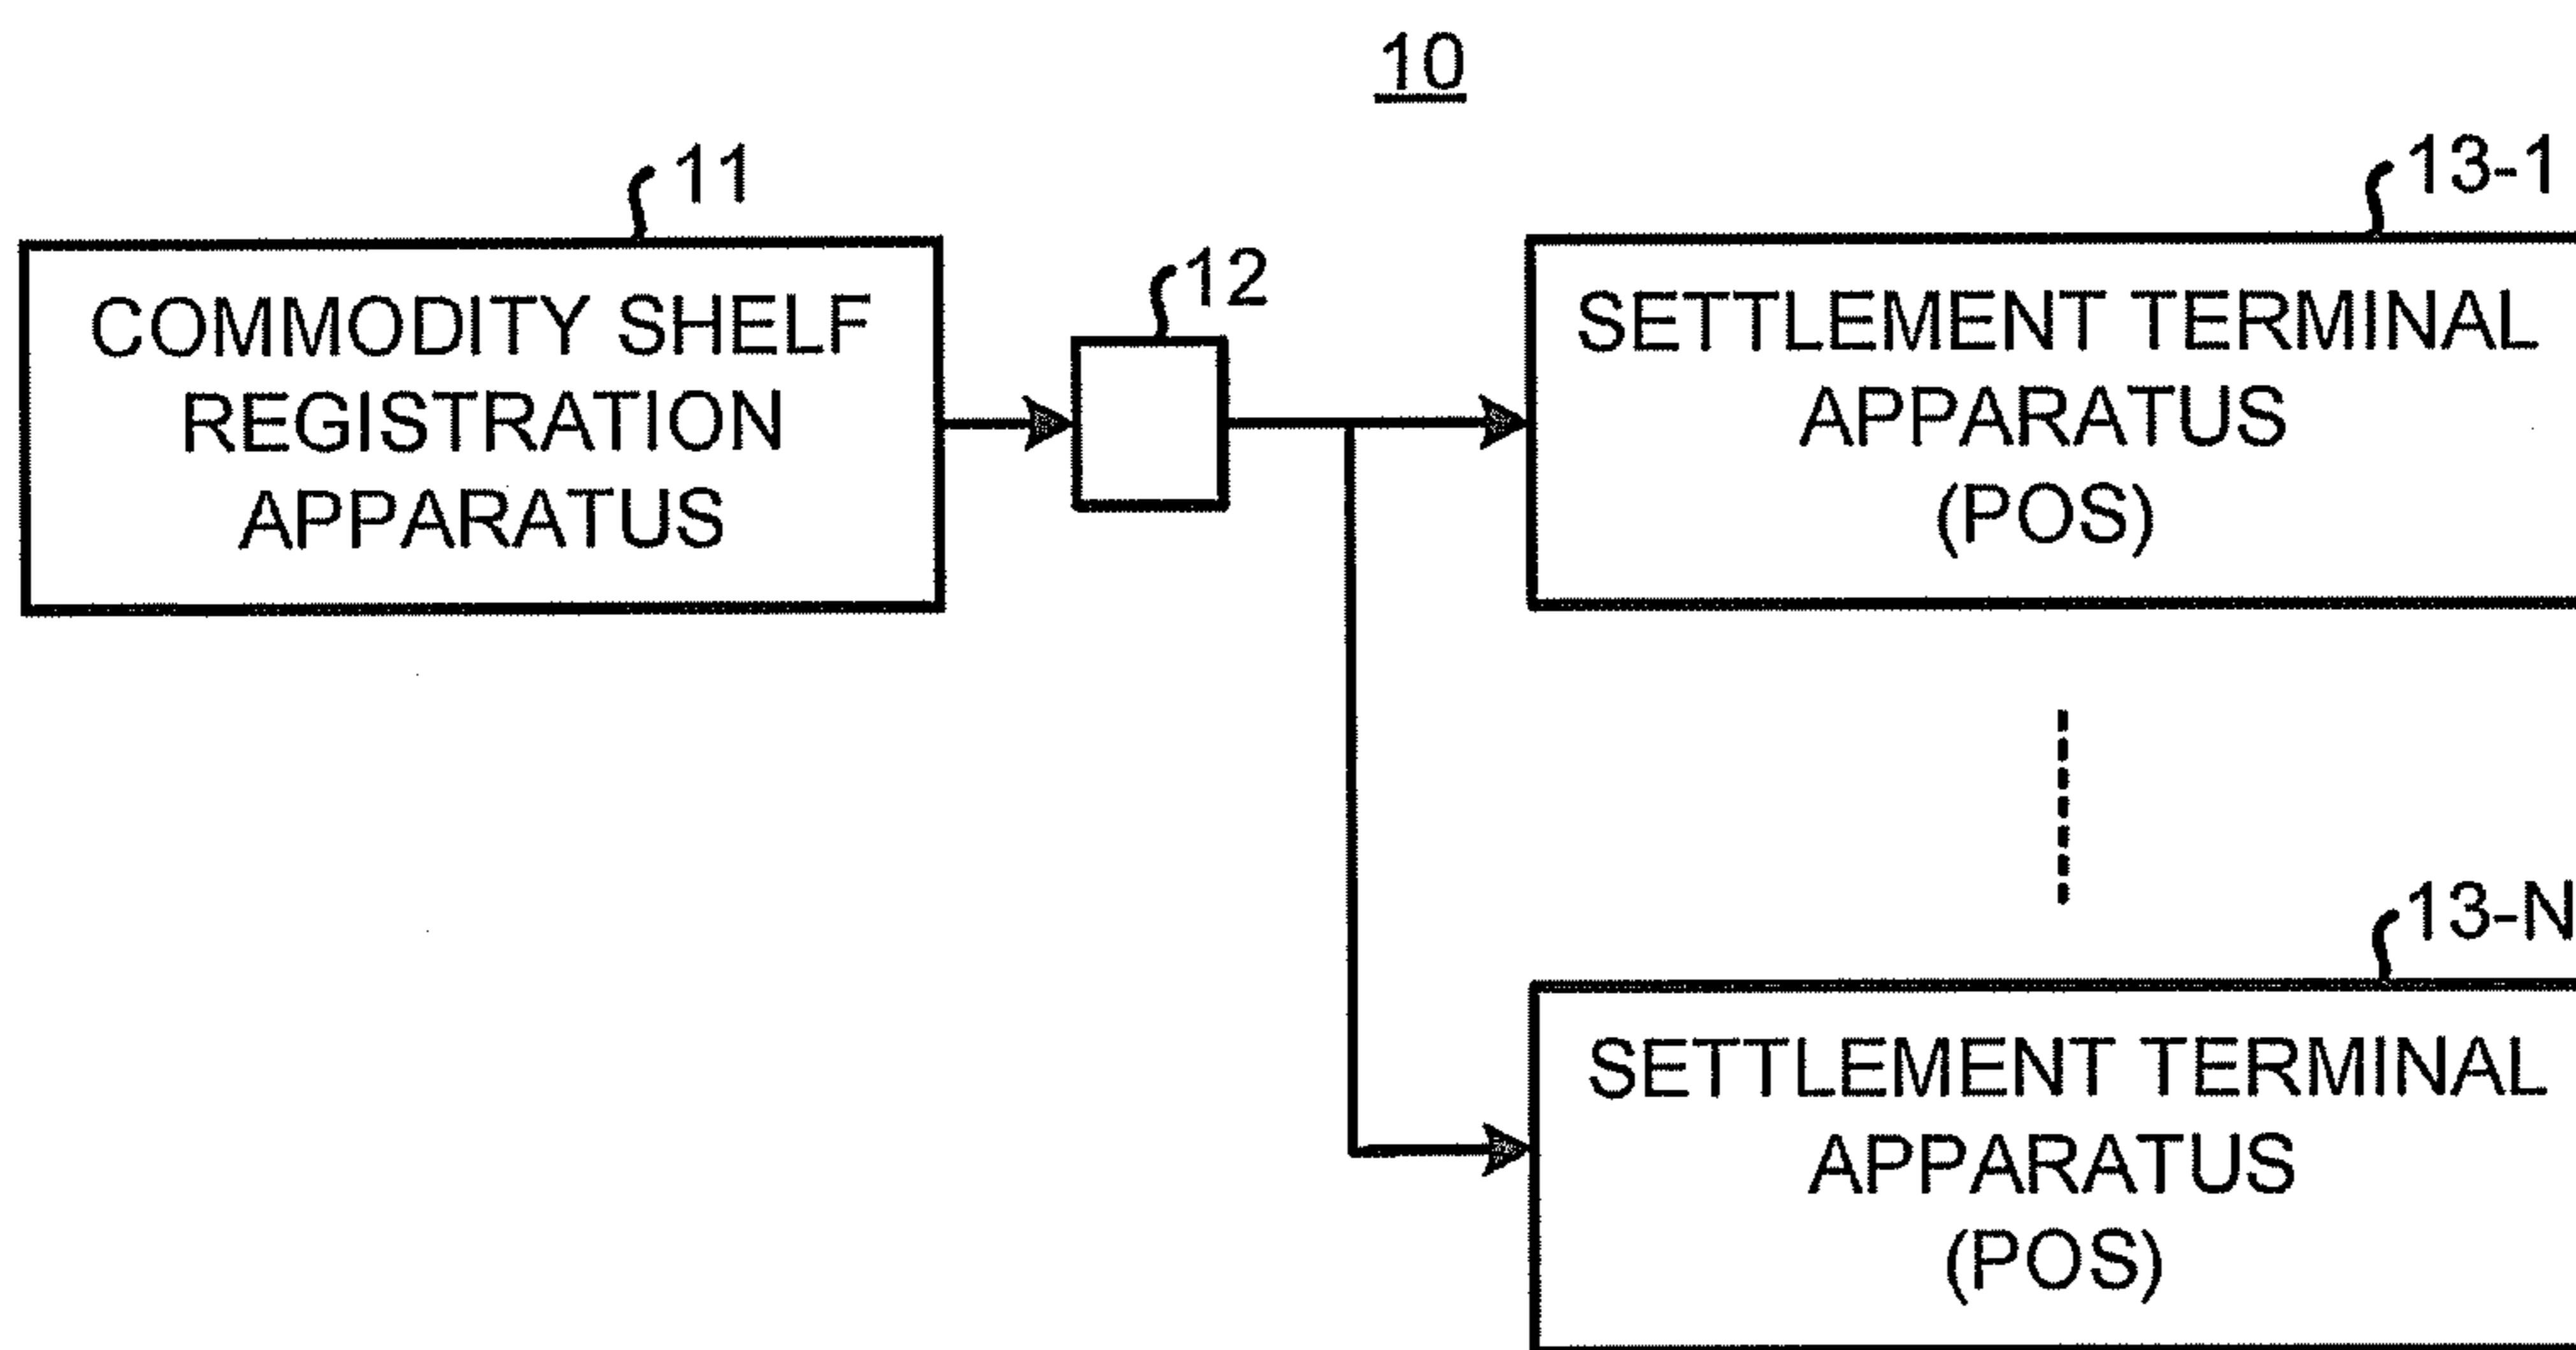 10
11
COMMODITY SHELF
REGISTRATION
APPARATUS
12
13-1
SETTLEMENT TERMINAL
APPARATUS
(POS)
13-N
SETTLEMENT TERMINAL
APPARATUS
(POS)